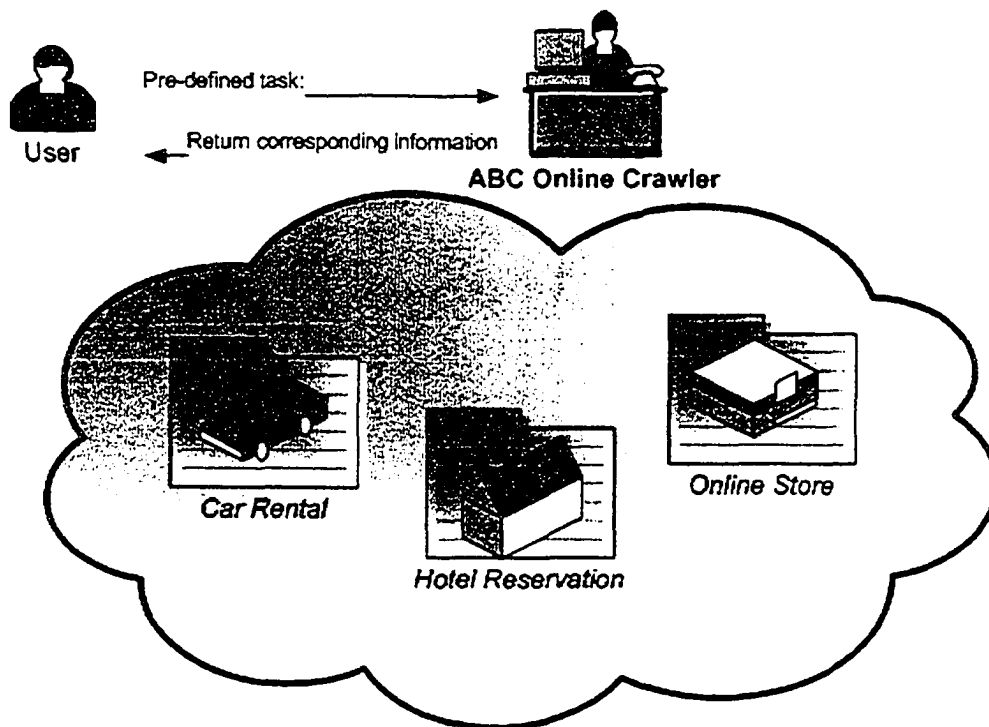 Pre-defined task:
User
Return corresponding information
ABC Online Crawler
Car Rental
Online Store
Hotel Reservation